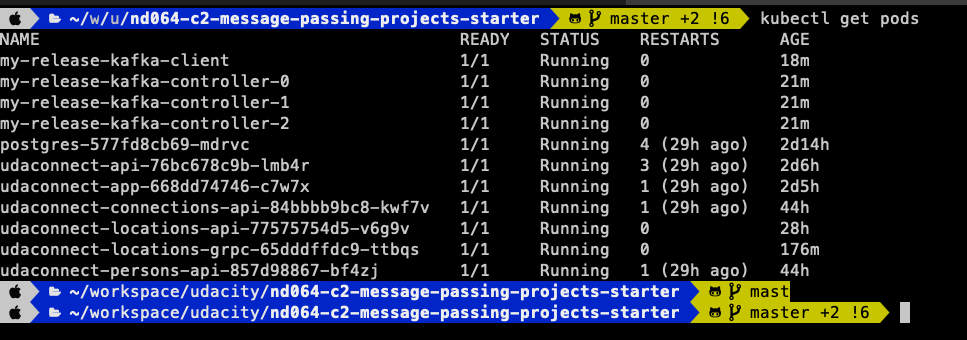 ~/w/u/nd064-c2-message-passing-projects-starter master +2 !6 kubectl get pods
NAME READY STATUS RESTARTS AGE
my-release-kafka-client 1/1 Running 0 18m
my-release-kafka-controller-0 1/1 Running 0 21m
my-release-kafka-controller-1 1/1 Running 0 21m
my-release-kafka-controller-2 1/1 Running 0 21m
postgres-577fd8cb69-mdrvc 1/1 Running 4 (29h ago) 2d14h
udaconnect-api-76bc678c9b-lmb4r 1/1 Running 3 (29h ago) 2d6h
udaconnect-app-668dd74746-c7w7x 1/1 Running 1 (29h ago) 2d5h
udaconnect-connections-api-84bbbb9bc8-kwf7v 1/1 Running 1 (29h ago) 44h
udaconnect-locations-api-77575754d5-v6g9v 1/1 Running 0 28h
udaconnect-locations-grpc-65dddffdc9-ttbqs 1/1 Running 0 176m
udaconnect-persons-api-857d98867-bf4zj 1/1 Running 1 (29h ago) 44h
~/workspace/udacity/nd064-c2-message-passing-projects-starter mast
~/workspace/udacity/nd064-c2-message-passing-projects-starter master +2 !6